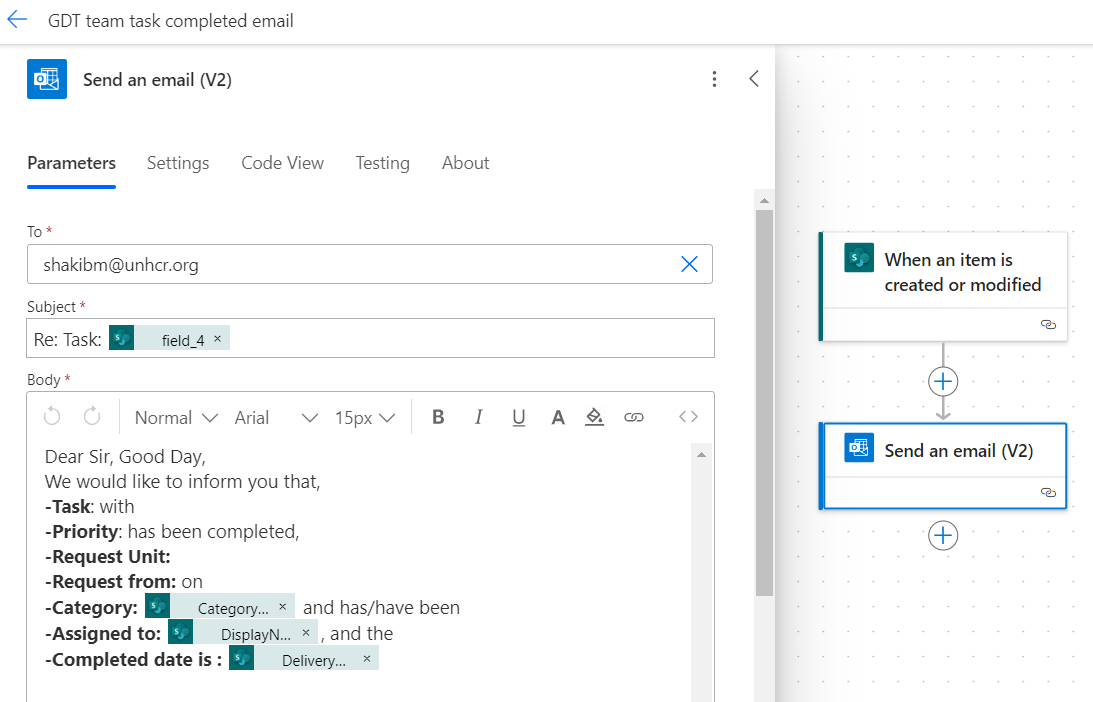 GDT team task completed email
Send an email (V2)
Parameters Settings Code View Testing About
To *
shakibm@unhcr.org
Subject *
Re: Task: field_4 ×
Body *
Normal Arial 15px B I U A
Dear Sir, Good Day,
We would like to inform you that,
-Task: with
-Priority: has been completed,
-Request Unit:
-Request from: on
-Category: Category... × and has/have been
-Assigned to: DisplayN... × , and the
-Completed date is : Delivery... ×
When an item is
created or modified
Send an email (V2)